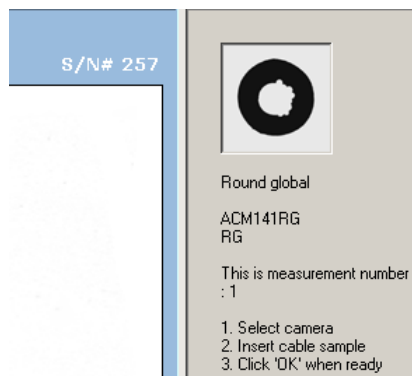 S/N# 257
Round global
ACM141RG
RG
This is measurement number
: 1
1. Select camera
2. Insert cable sample
3. Click 'OK' when ready